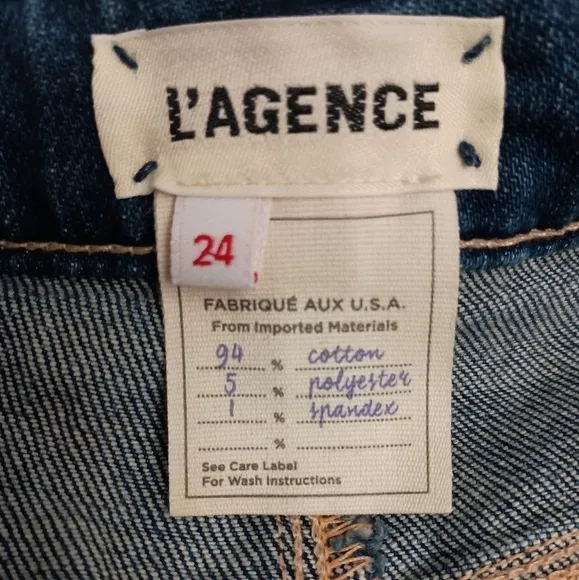 L'AGENCE
24
FABRIQUÉ AUX U.S.A.
From Imported Materials
94 % cotton
5 % polyester
1 % spandex
%
See Care Label
For Wash Instructions